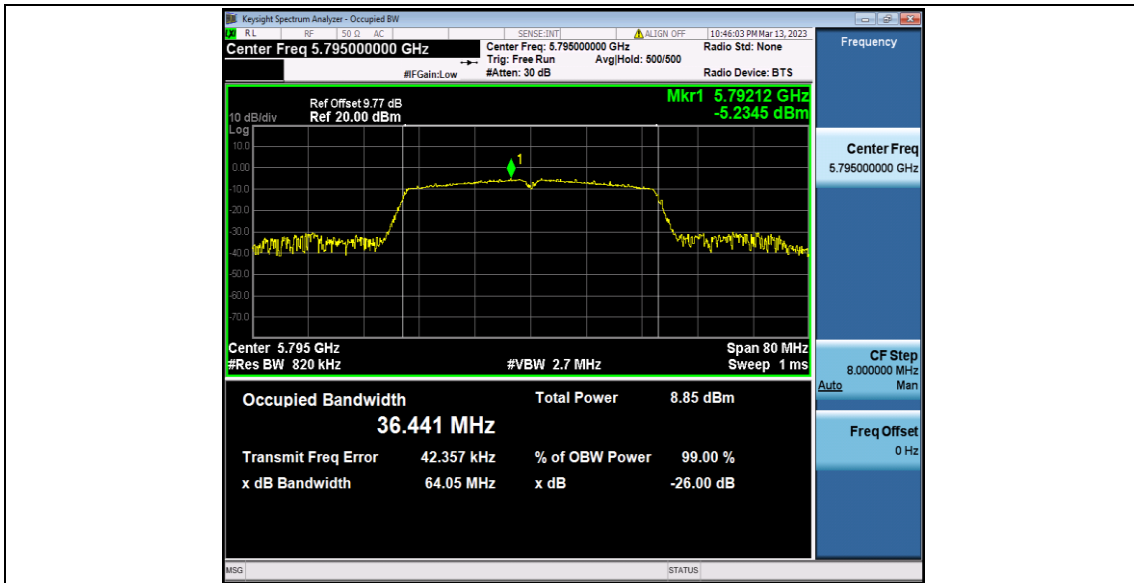 Keysight Spectrum Analyzer - Occupied BW
LXI RL RF 50 Ω AC SENSE:INT ALIGN OFF 10:46:03 PM Mar 13, 2023
Center Freq 5.795000000 GHz
Center Freq: 5.795000000 GHz
Radio Std: None
Trig: Free Run Avg|Hold: 500/500
#IFGain:Low #Atten: 30 dB Radio Device: BTS
Mkr1 5.79212 GHz
-5.2345 dBm
Ref Offset 9.77 dB
10 dB/div Ref 20.00 dBm
Log
10.0
0.00
-10.0
-20.0
-30.0
-40.0
-50.0
-60.0
-70.0
1
Center 5.795 GHz Span 80 MHz
#Res BW 820 kHz #VBW 2.7 MHz Sweep 1 ms
Occupied Bandwidth Total Power 8.85 dBm
36.441 MHz
Transmit Freq Error 42.357 kHz % of OBW Power 99.00 %
x dB Bandwidth 64.05 MHz x dB -26.00 dB
MSG STATUS
Frequency
Center Freq
5.795000000 GHz
CF Step
8.000000 MHz
Auto Man
Freq Offset
0 Hz